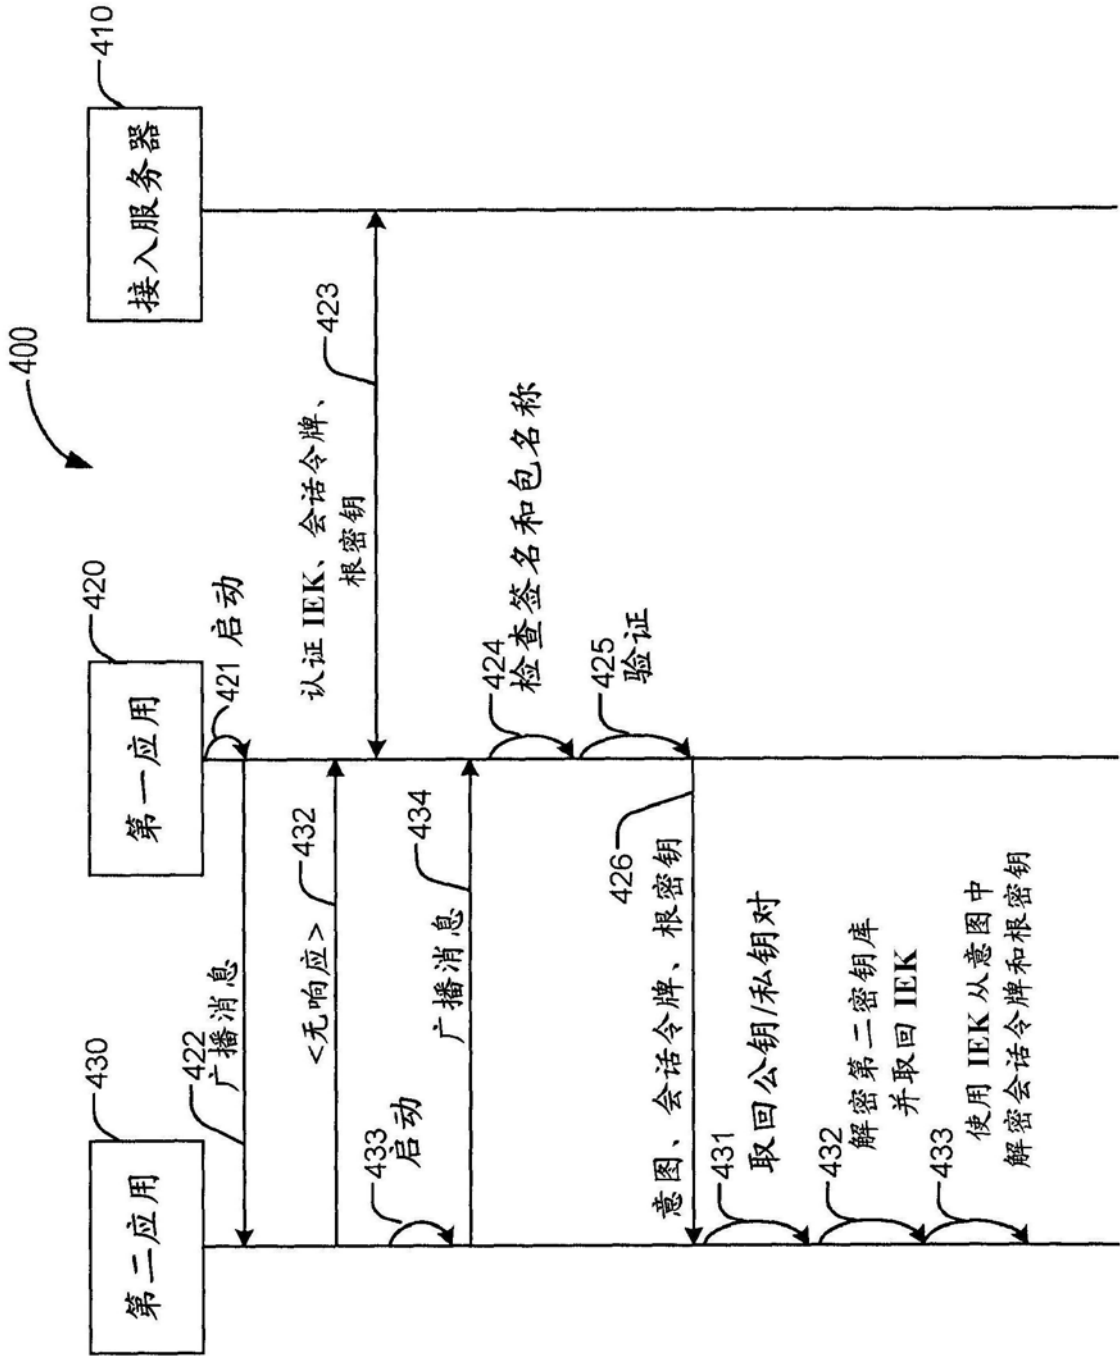 400
430
第二应用
420
第一应用
410
接入服务器
421 启动
422
广播消息
432
<无响应>
认证 IEK、会话令牌、
根密钥
423
433
启动
434
广播消息
424
检查签名和包名称
425
验证
426
意图、会话令牌、根密钥
431
取回公钥/私钥对
432
解密第二密钥库
并取回 IEK
433
使用 IEK 从意图中
解密会话令牌和根密钥